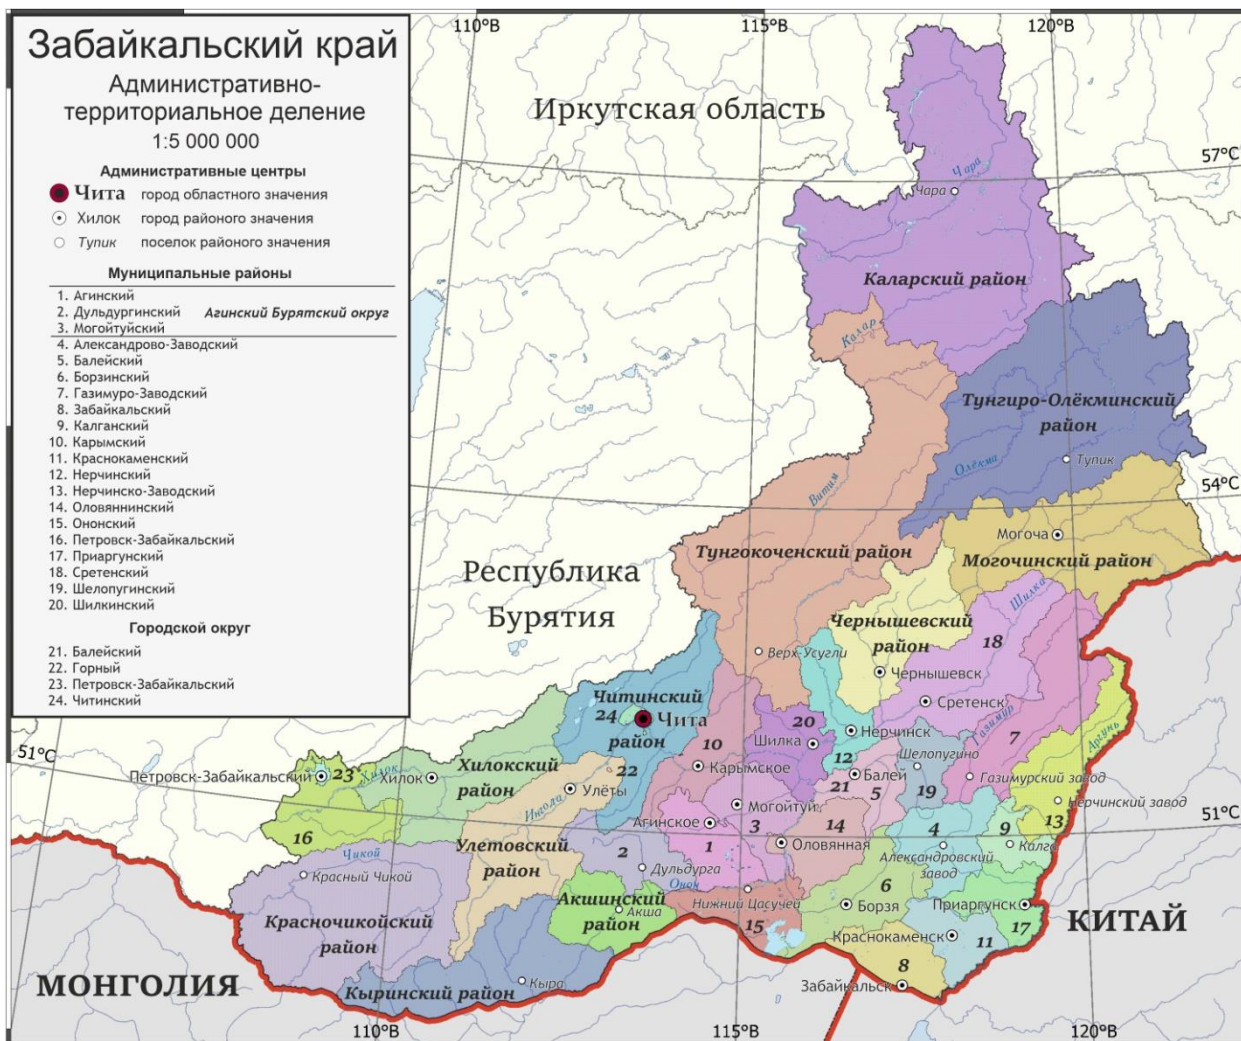 Забайкальский край
Административно-
территориальное деление
1:5 000 000
Административные центры
Чита город областного значения
Хилок город районого значения
Тупик поселок районого значения
Муниципальные районы
1. Агинский
2. Дульдургинский Агинский Бурятский округ
3. Могойтуйский
4. Александрово-Заводский
5. Балейский
6. Борзинский
7. Газимуро-Заводский
8. Забайкальский
9. Калганский
10. Карымский
11. Краснокаменский
12. Нерчинский
13. Нерчинско-Заводский
14. Оловяннинский
15. Ононский
16. Петровск-Забайкальский
17. Приаргунский
18. Сретенский
19. Шелопугинский
20. Шилкинский
Городской округ
21. Балейский
22. Горный
23. Петровск-Забайкальский
24. Читинский
110°В
115°В
120°В
Иркутская область
57°С
Чара
Чара
Каларский район
Калар
Тунгиро-Олёкминский
район
Тупик
Олёкма
Витим
54°С
Могоча
Тунгокоченский район
Могочинский район
Республика
Бурятия
Шилка
Чернышевский
район
18
Верх-Усугли
Чернышевск
Читинский
24
Чита
район
Сретенск
20
Газимур
Аргунь
51°С
10
Шилка
Нерчинск
7
12
Шелопугино
Петровск-Забайкальский
23
Хилок
Хилок
Хилокский
район
22
Карымское
Балей
21
5
19
Газимурский завод
Улёты
Ингода
Могойтуй
Нерчинский завод
51°С
16
Агинское
3
14
4
9
13
Улетовский
район
2
1
Оловянная
Александровский
завод
Калга
Чикой
Красный Чикой
Дульдурга
Онон
6
Акшинский
район
Акша
Нижний Цасучей
Борзя
Приаргунск
Красночикойский
район
15
Краснокаменск
11
17
КИТАЙ
МОНГОЛИЯ
Кыринский район
Кыра
8
Забайкальск
110°В
115°В
120°В